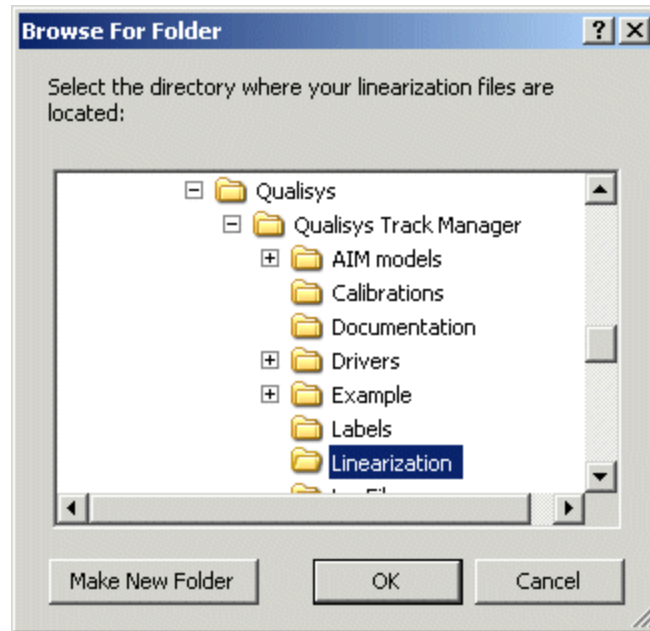 Browse For Folder
Select the directory where your linearization files are
located:
Qualisys
Qualisys Track Manager
AIM models
Calibrations
Documentation
Drivers
Example
Labels
Linearization
Make New Folder
OK
Cancel